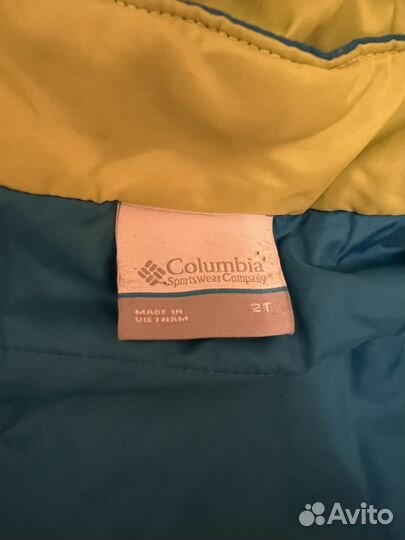 Columbia
Sportswear Company
MADE IN
VIETNAM
2T
Avito